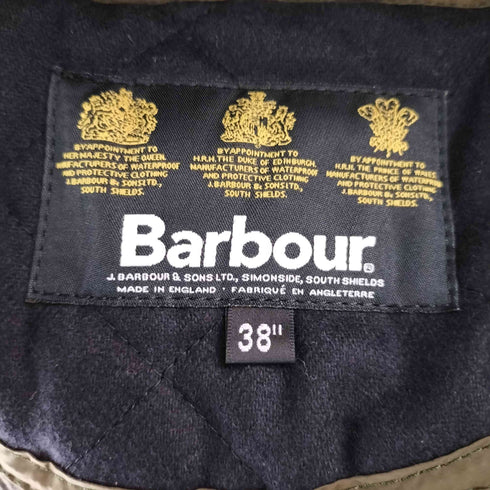 BY APPOINTMENT TO
HER MAJESTY THE QUEEN.
MANUFACTURERS OF WATERPROOF
AND PROTECTIVE CLOTHING
J.BARBOUR & SONS LTD.,
SOUTH SHIELDS.
BY APPOINTMENT TO
H.R.H. THE DUKE OF EDINBURGH.
MANUFACTURERS OF WATERPROOF
AND PROTECTIVE CLOTHING
J.BARBOUR & SONS LTD.,
SOUTH SHIELDS.
BY APPOINTMENT TO
H.R.H. THE PRINCE OF WALES
MANUFACTURERS OF WATERPROOF
AND PROTECTIVE CLOTHING
J.BARBOUR & SONS LTD.,
SOUTH SHIELDS.
Barbour®
J. BARBOUR & SONS LTD., SIMONSIDE, SOUTH SHIELDS
MADE IN ENGLAND · FABRIQUÉ EN ANGLETERRE
38"